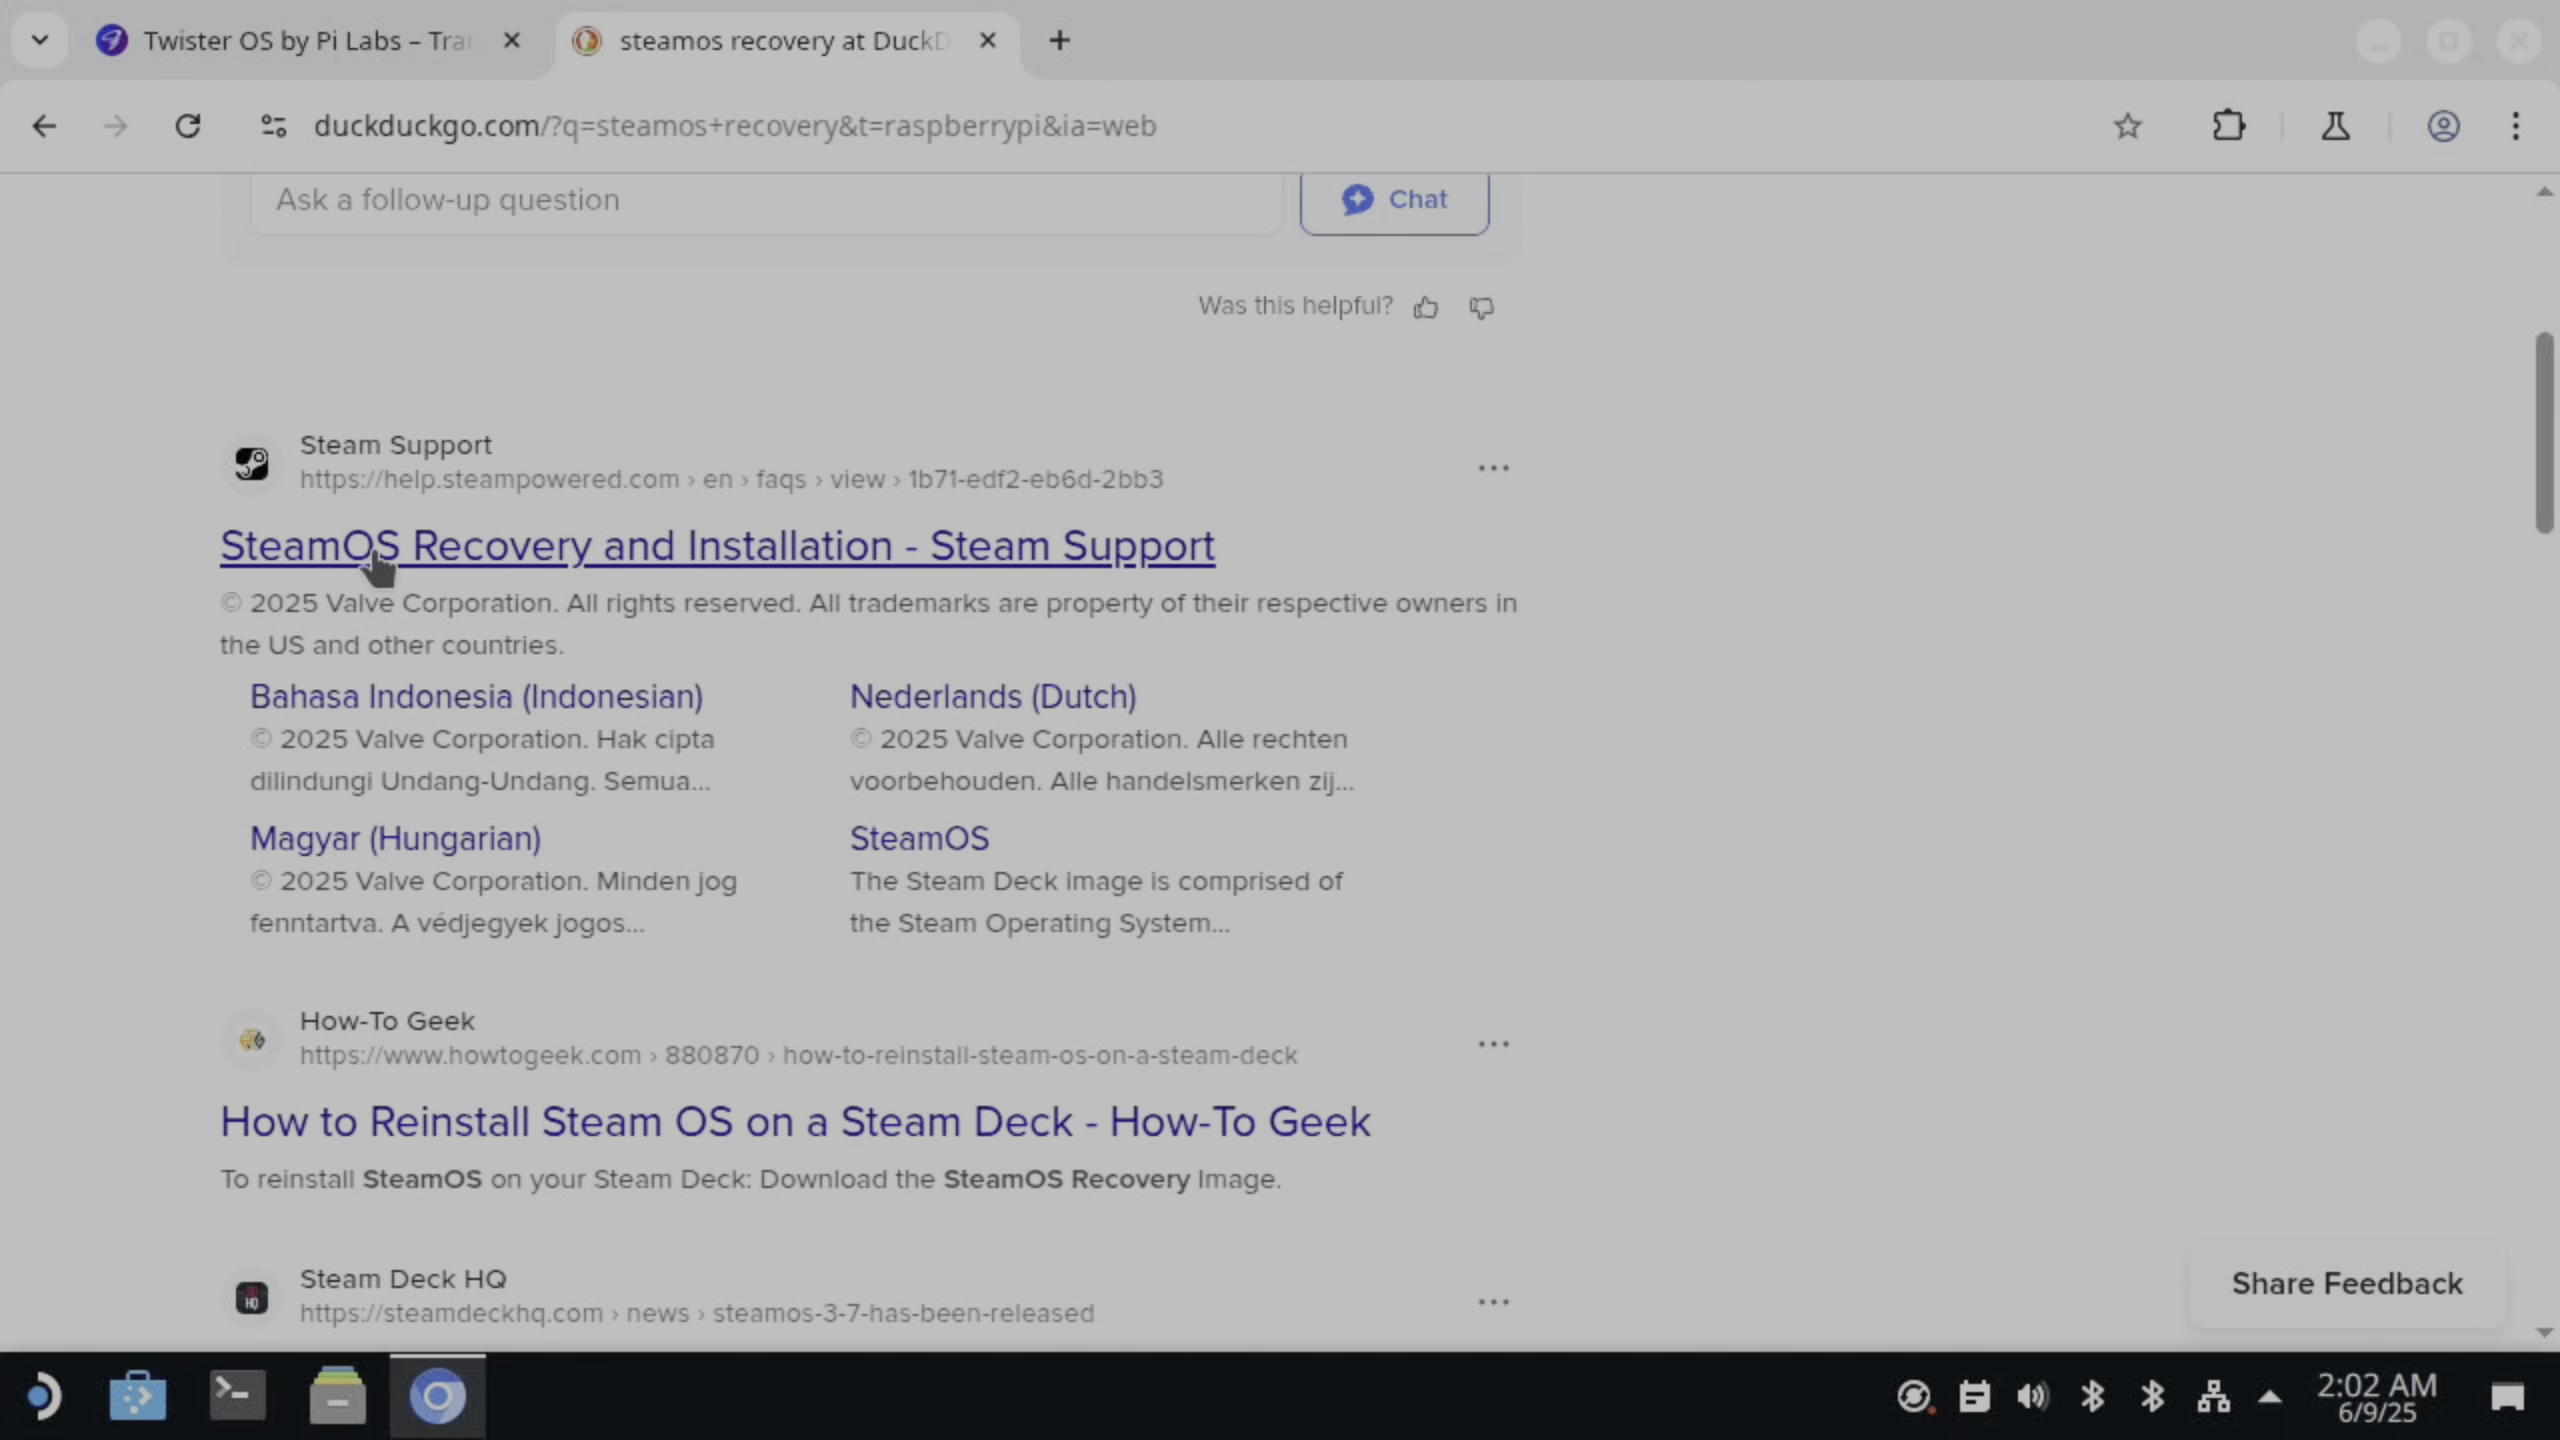 Twister OS by Pi Labs – Tra
steamos recovery at DuckD
duckduckgo.com/?q=steamos+recovery&t=raspberrypi&ia=web
Ask a follow-up question
Chat
Was this helpful?
Steam Support
https://help.steampowered.com › en › faqs › view › 1b71-edf2-eb6d-2bb3
SteamOS Recovery and Installation - Steam Support
© 2025 Valve Corporation. All rights reserved. All trademarks are property of their respective owners in
the US and other countries.
Bahasa Indonesia (Indonesian)
© 2025 Valve Corporation. Hak cipta
dilindungi Undang-Undang. Semua...
Nederlands (Dutch)
© 2025 Valve Corporation. Alle rechten
voorbehouden. Alle handelsmerken zij...
Magyar (Hungarian)
© 2025 Valve Corporation. Minden jog
fenntartva. A védjegyek jogos...
SteamOS
The Steam Deck image is comprised of
the Steam Operating System...
How-To Geek
https://www.howtogeek.com › 880870 › how-to-reinstall-steam-os-on-a-steam-deck
How to Reinstall Steam OS on a Steam Deck - How-To Geek
To reinstall SteamOS on your Steam Deck: Download the SteamOS Recovery Image.
HQ
Steam Deck HQ
https://steamdeckhq.com › news › steamos-3-7-has-been-released
Share Feedback
2:02 AM
6/9/25